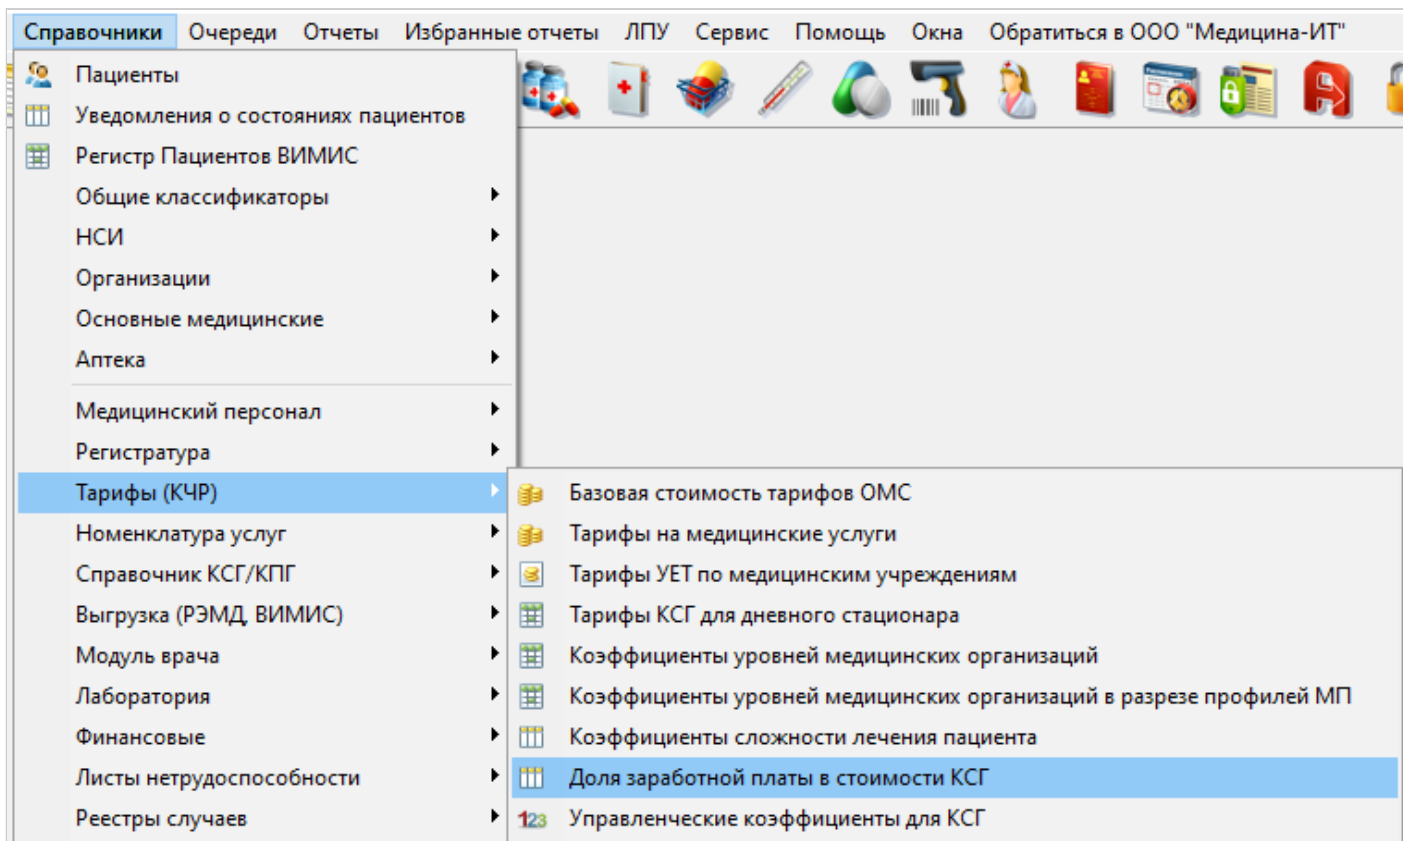 Справочники Очереди Отчеты Избранные отчеты ЛПУ Сервис Помощь Окна Обратиться в ООО "Медицина-ИТ"
Пациенты
Уведомления о состояниях пациентов
Регистр Пациентов ВИМИС
Общие классификаторы
НСИ
Организации
Основные медицинские
Аптека
Медицинский персонал
Регистратура
Тарифы (КЧР)
Номенклатура услуг
Справочник КСГ/КПГ
Выгрузка (РЭМД, ВИМИС)
Модуль врача
Лаборатория
Финансовые
Листы нетрудоспособности
Реестры случаев
Базовая стоимость тарифов ОМС
Тарифы на медицинские услуги
Тарифы УЕТ по медицинским учреждениям
Тарифы КСГ для дневного стационара
Коэффициенты уровней медицинских организаций
Коэффициенты уровней медицинских организаций в разрезе профилей МП
Коэффициенты сложности лечения пациента
Доля заработной платы в стоимости КСГ
123 Управленческие коэффициенты для КСГ